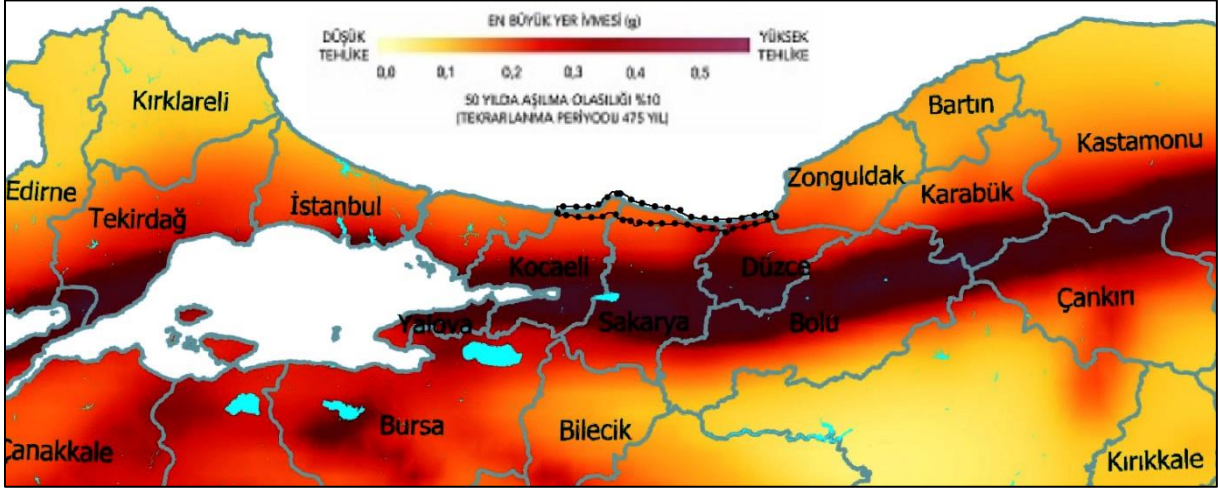 EN BÜYÜK YER İVMESİ (g)
DÜŞÜK
TEHLİKE
YÜKSEK
TEHLİKE
0,0 0,1 0,2 0,3 0,4 0,5
50 YILDA AŞILMA OLASILIĞI %10
(TEKRARLANMA PERİYODU 475 YIL)
Kırklareli
Bartın
Kastamonu
Edirne
Zonguldak
Karabük
Tekirdağ
İstanbul
Kocaeli
Düzce
Çankırı
Yalova
Sakarya
Bolu
Bursa
Bilecik
Çanakkale
Kırıkkale